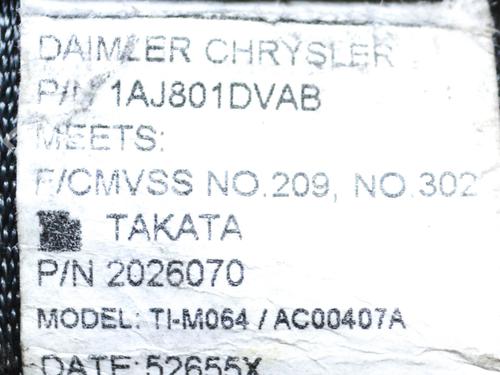 DAIMLER CHRYSLER
P/N 1AJ801DVAB
MEETS:
F/CMVSS NO.209, NO.302
TAKATA
P/N 2026070
MODEL: TI-M064 / AC00407A
DATE: 52655X